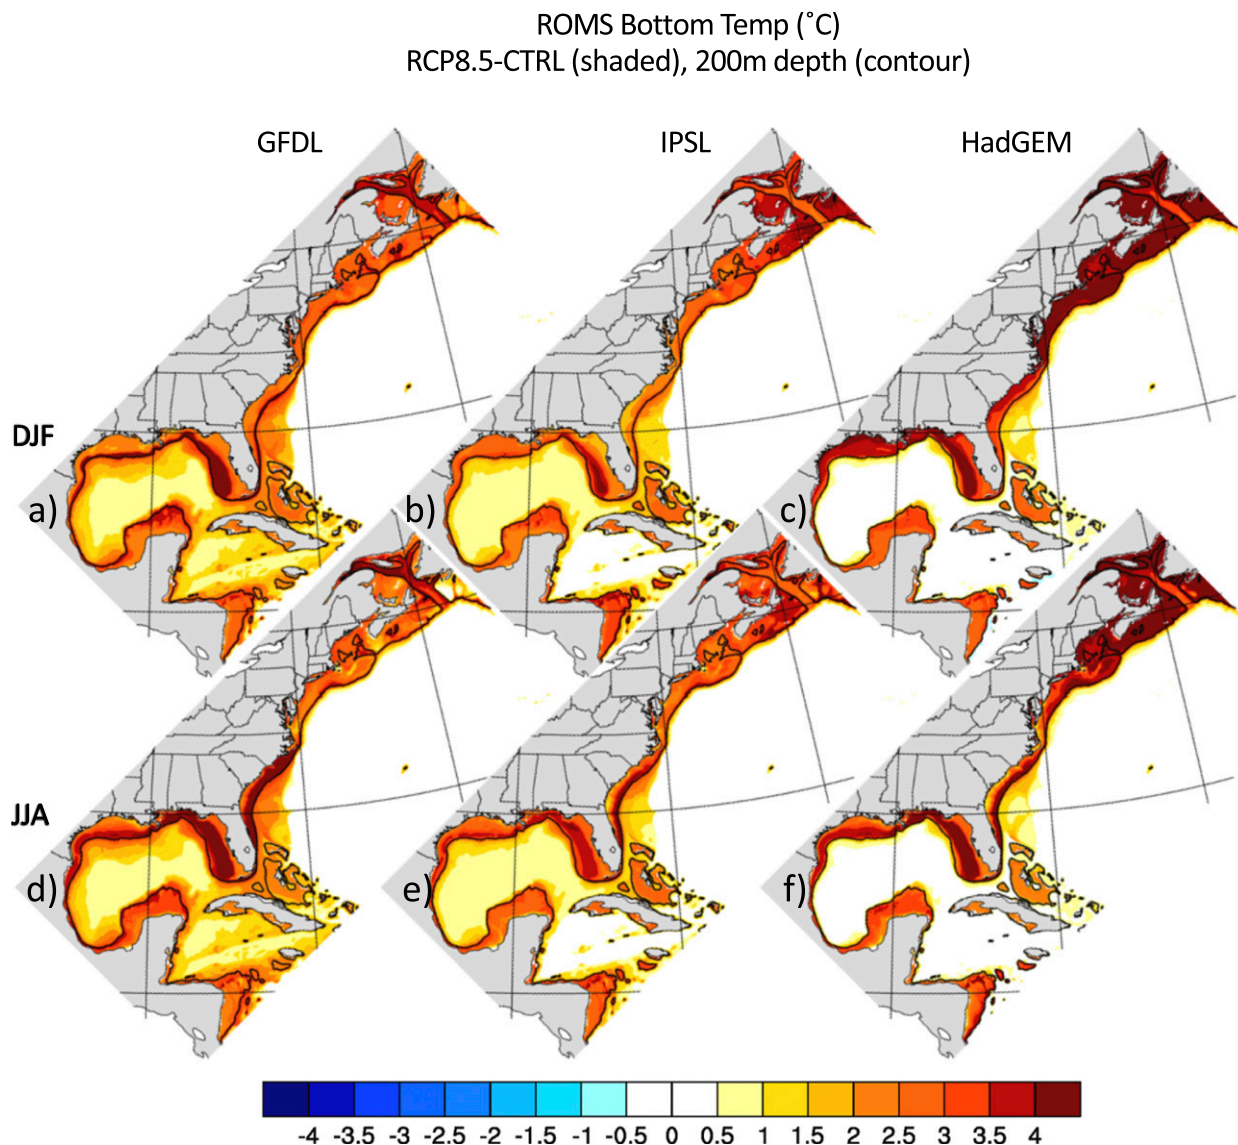 ROMS Bottom Temp (˚C)
RCP8.5-CTRL (shaded), 200m depth (contour)
GFDL IPSL HadGEM
DJF
a) b) c)
JJA
d) e) f)
-4 -3.5 -3 -2.5 -2 -1.5 -1 -0.5 0 0.5 1 1.5 2 2.5 3 3.5 4